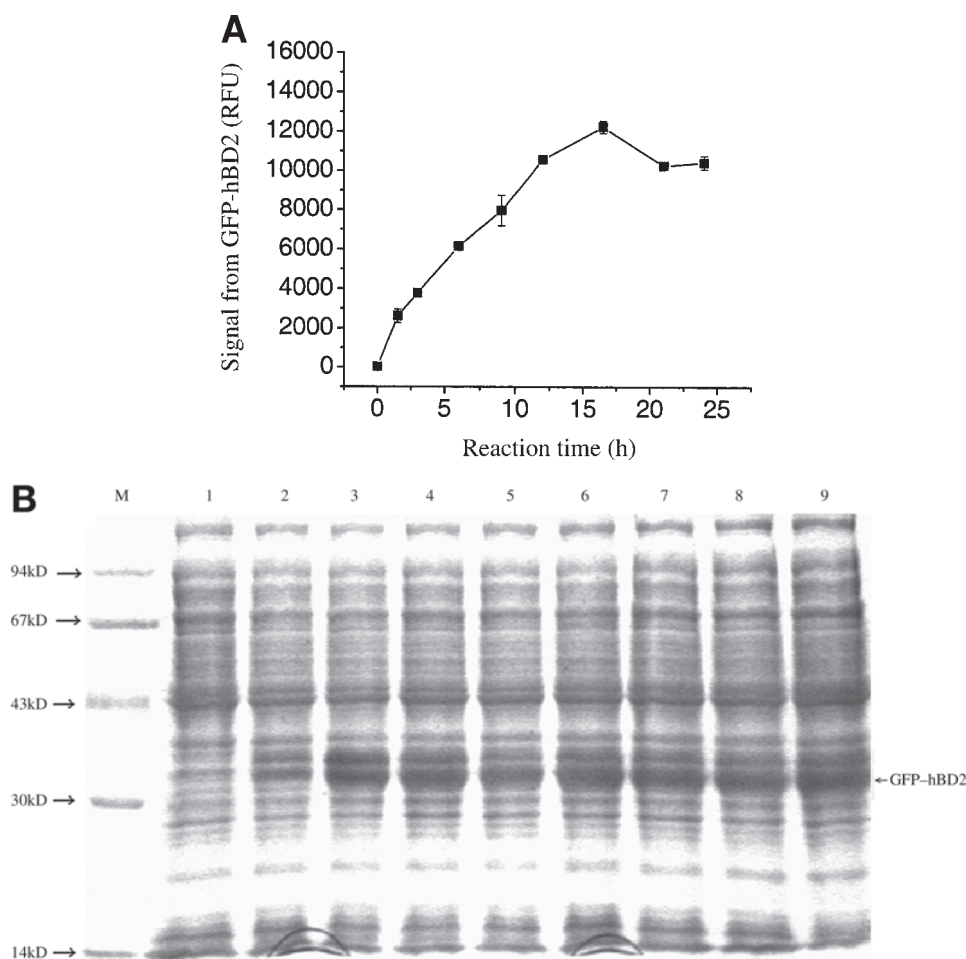 A
Signal from GFP-hBD2 (RFU)
16000
14000
12000
10000
8000
6000
4000
2000
0
0 5 10 15 20 25
Reaction time (h)
B
M 1 2 3 4 5 6 7 8 9
94kD →
67kD →
43kD →
30kD →
14kD →
←GFP–hBD2